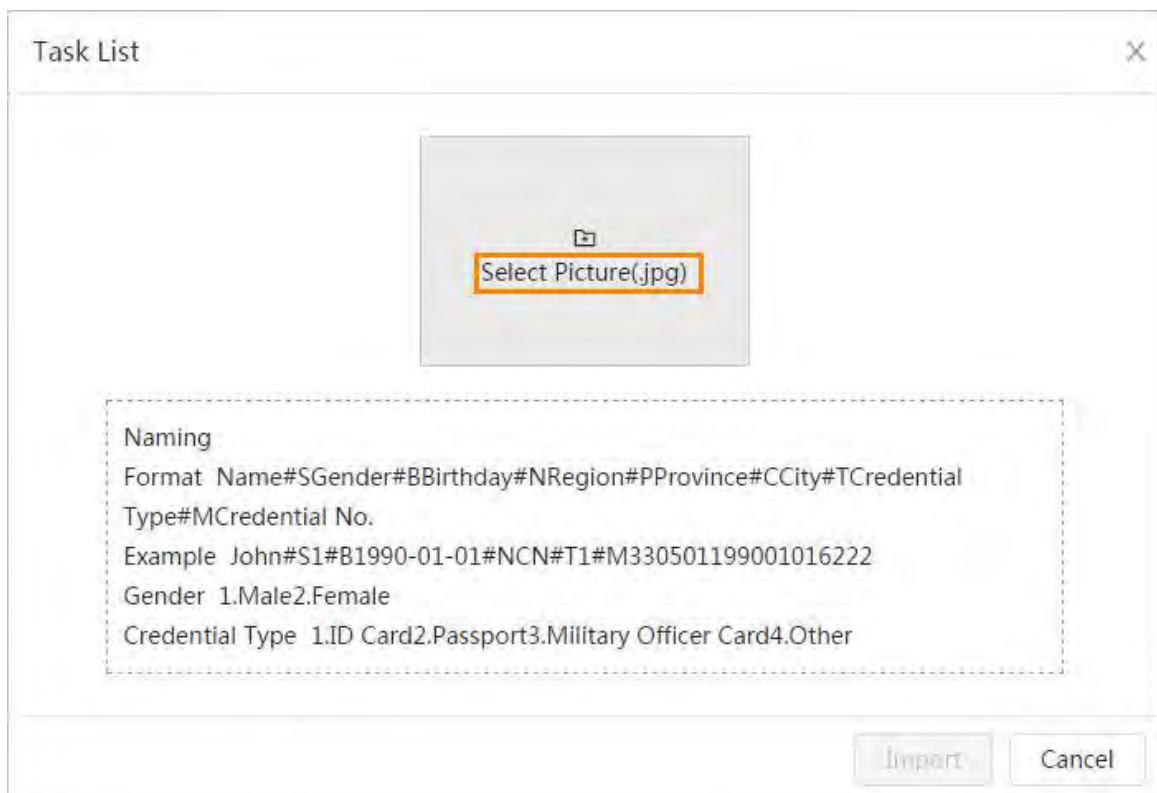 Task List
Select Picture(.jpg)
Naming
Format Name#SGender#BBirthday#NRegion#PProvince#CCity#TCredential
Type#MCredential No.
Example John#S1#B1990-01-01#NCN#T1#M330501199001016222
Gender 1.Male2.Female
Credential Type 1.ID Card2.Passport3.Military Officer Card4.Other
Import Cancel